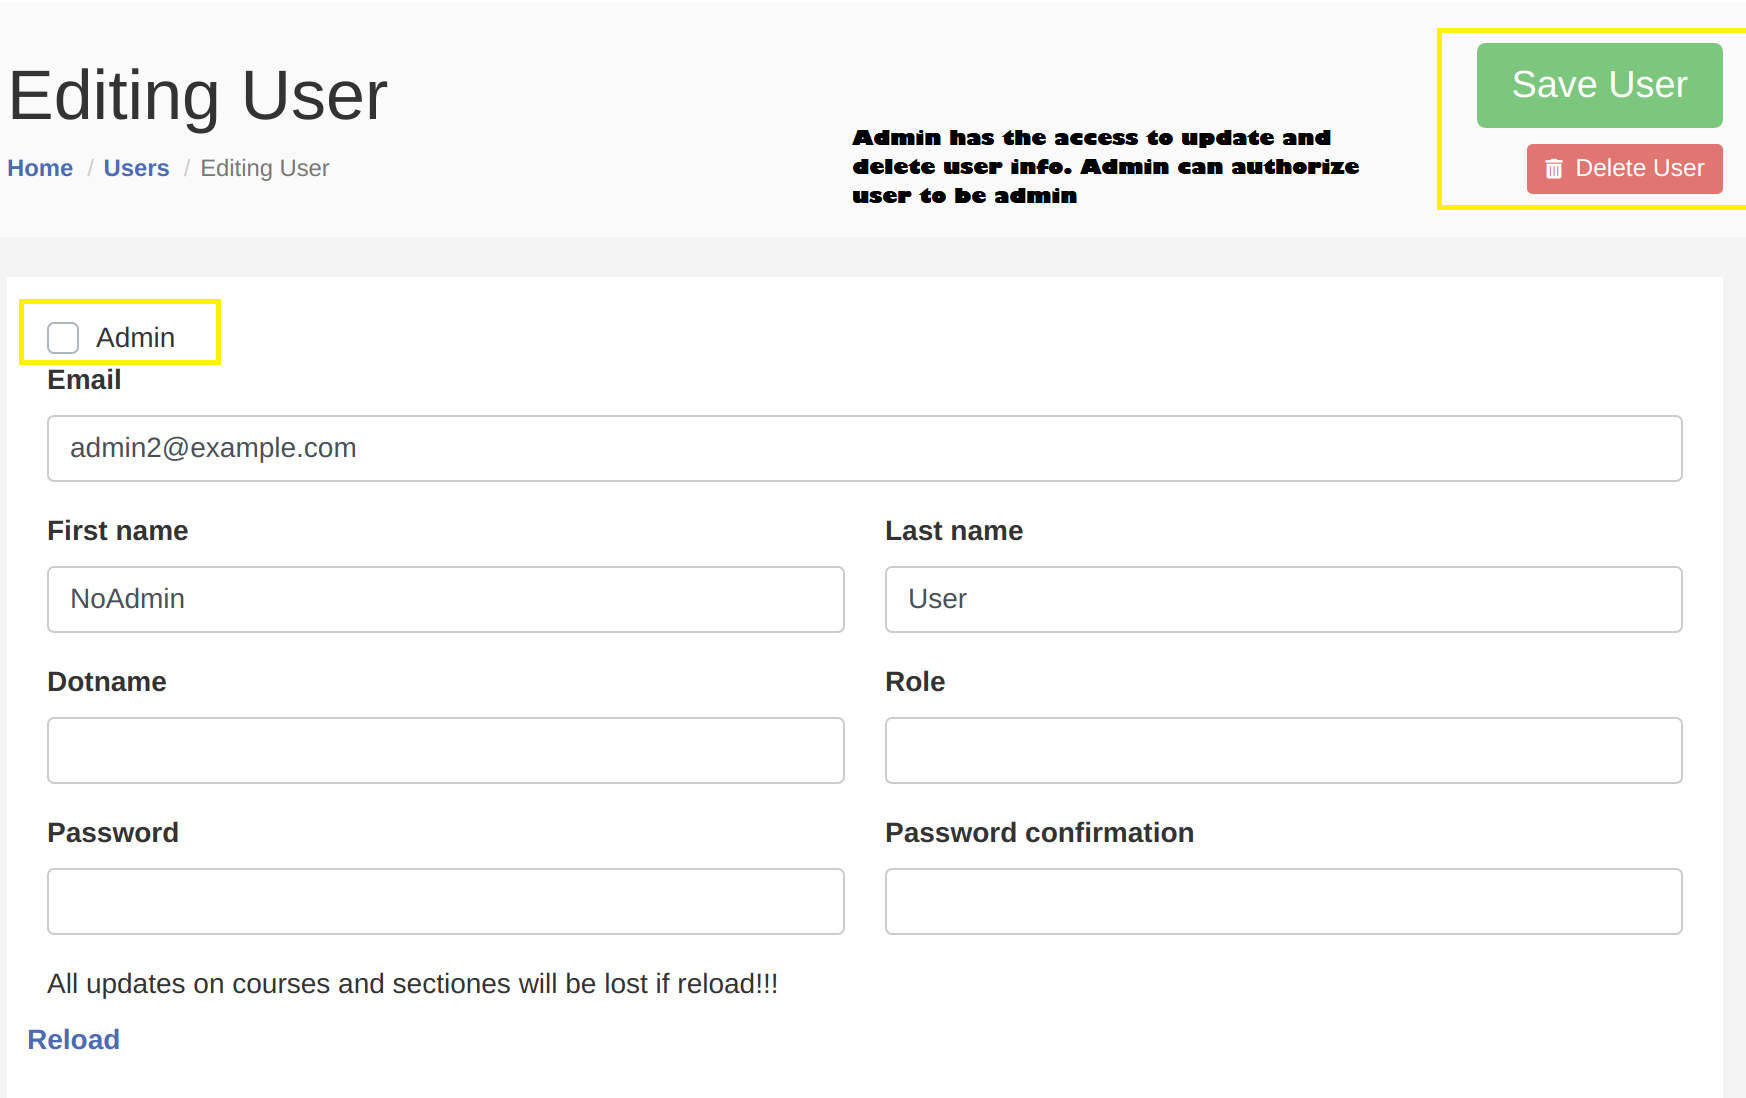 Editing User
Home / Users / Editing User
Admin has the access to update and
delete user info. Admin can authorize
user to be admin
Save User
Delete User
Admin
Email
admin2@example.com
First name
Last name
NoAdmin
User
Dotname
Role
Password
Password confirmation
All updates on courses and sectiones will be lost if reload!!!
Reload